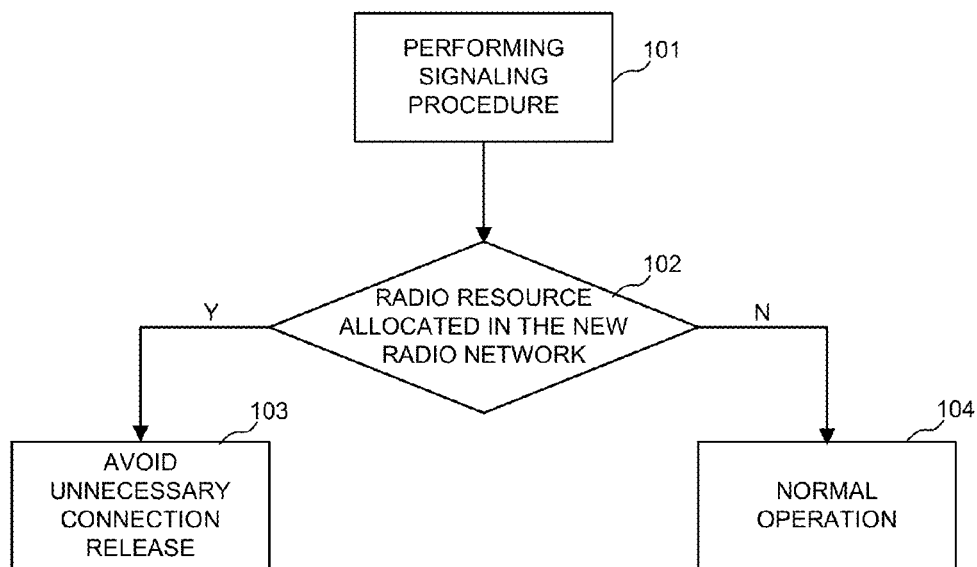 PERFORMING
SIGNALING
PROCEDURE
101
102
RADIO RESOURCE
ALLOCATED IN THE NEW
RADIO NETWORK
Y
N
103
AVOID
UNNECESSARY
CONNECTION
RELEASE
104
NORMAL
OPERATION